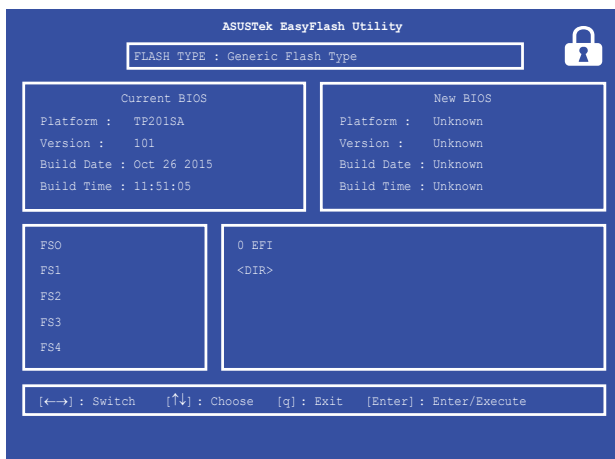 ASUSTek EasyFlash Utility
FLASH TYPE : Generic Flash Type
Current BIOS
Platform : TP201SA
Version : 101
Build Date : Oct 26 2015
Build Time : 11:51:05
New BIOS
Platform : Unknown
Version : Unknown
Build Date : Unknown
Build Time : Unknown
FSO
FS1
FS2
FS3
FS4
0 EFI
<DIR>
[←→] : Switch [↑↓] : Choose [q] : Exit [Enter] : Enter/Execute